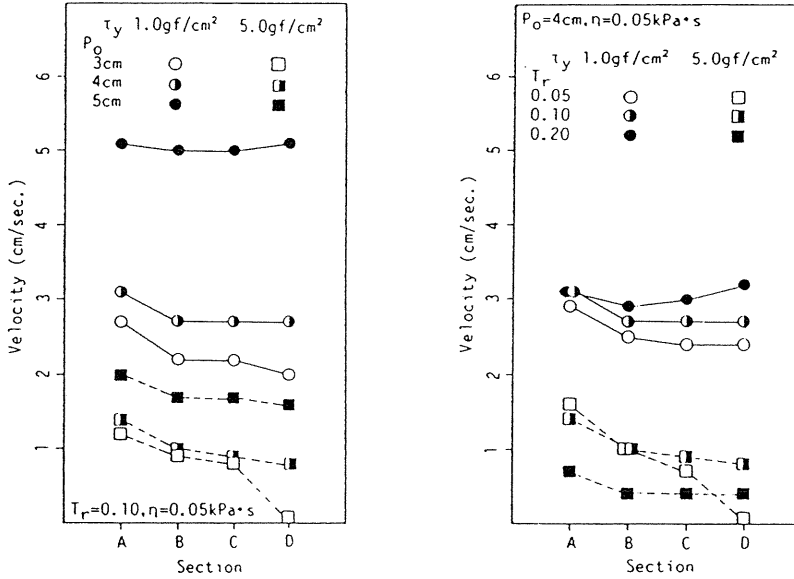 τy 1.0gf/cm² 5.0gf/cm²
Po
3cm
4cm
5cm
6
5
4
3
2
1
Velocity (cm/sec.)
Tr=0.10,η=0.05kPa·s
A B C D
Section
Po=4cm,η=0.05kPa·s
τy 1.0gf/cm² 5.0gf/cm²
Tr
0.05
0.10
0.20
6
5
4
3
2
1
Velocity (cm/sec.)
A B C D
Section